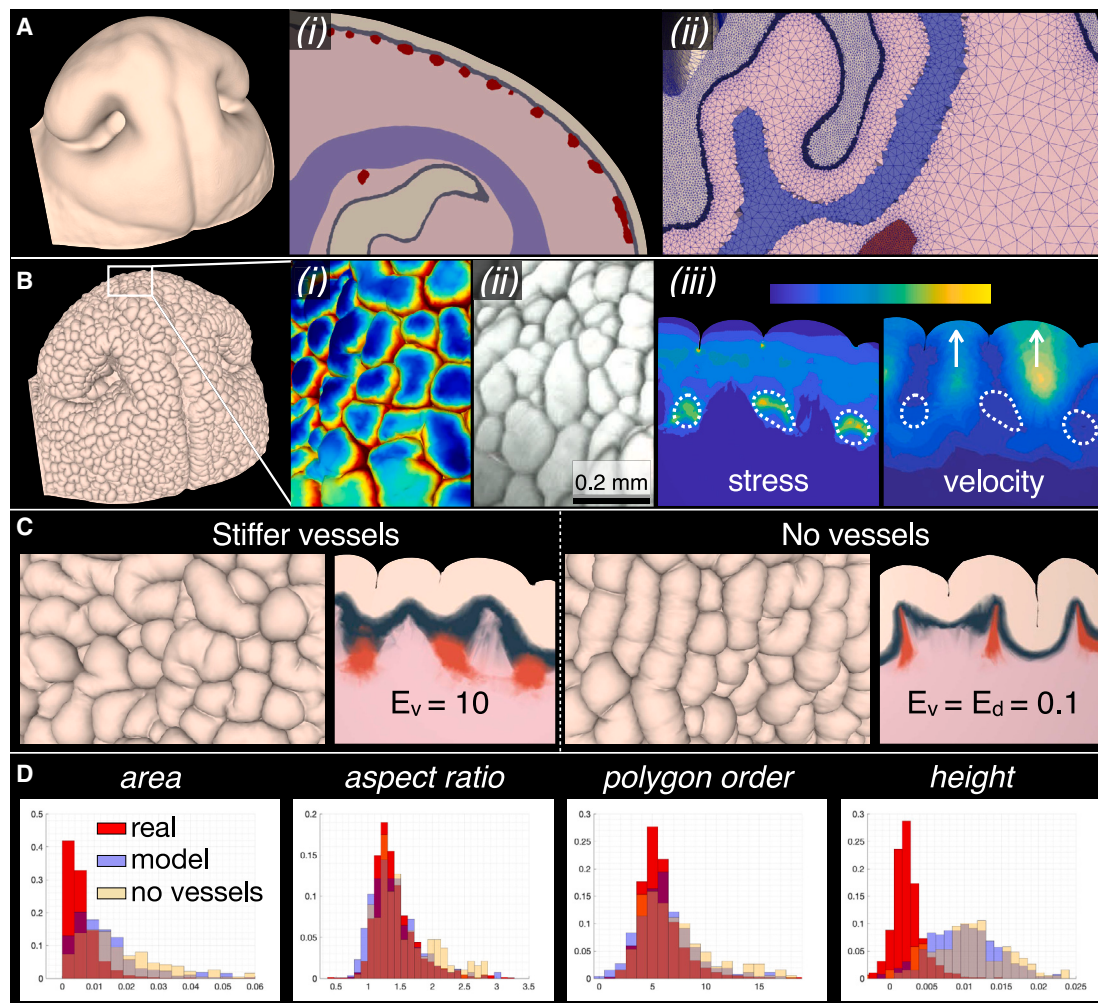 A
(i)
(ii)
B
(i)
(ii)
(iii)
0.2 mm
stress
velocity
C
Stiffer vessels
No vessels
Eᵥ = 10
Eᵥ = E_d = 0.1
D
area
aspect ratio
polygon order
height
real
model
no vessels
0.5
0.4
0.3
0.2
0.1
0
0
0.01
0.02
0.03
0.04
0.05
0.06
0.2
0.15
0.1
0.05
0
0.5
1.0
1.5
2.0
2.5
3.0
3.5
0.3
0.25
0.2
0.15
0.1
0.05
0
0
5
10
15
0.3
0.25
0.2
0.15
0.1
0.05
0
0
0.005
0.01
0.015
0.02
0.025